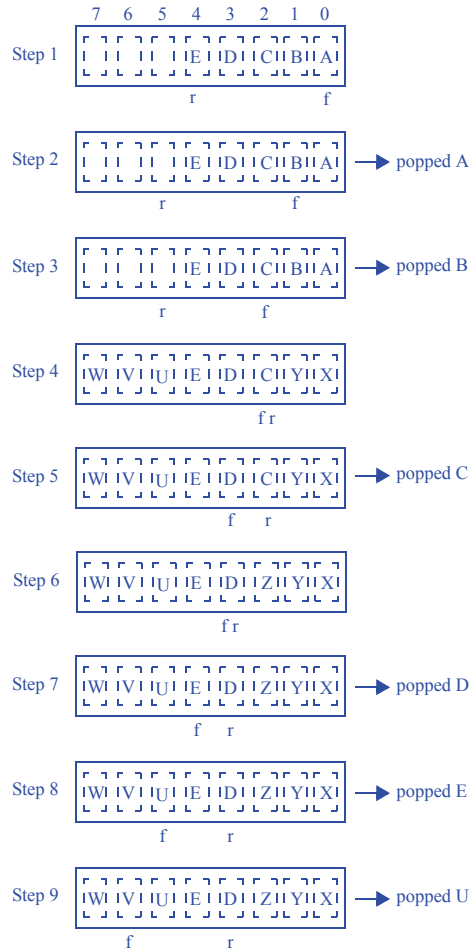 7 6 5 4 3 2 1 0
Step 1 E D C B A
r f
Step 2 E D C B A popped A
r f
Step 3 E D C B A popped B
r f
Step 4 W V U E D C Y X
f r
Step 5 W V U E D C Y X popped C
f r
Step 6 W V U E D Z Y X
f r
Step 7 W V U E D Z Y X popped D
f r
Step 8 W V U E D Z Y X popped E
f r
Step 9 W V U E D Z Y X popped U
f r